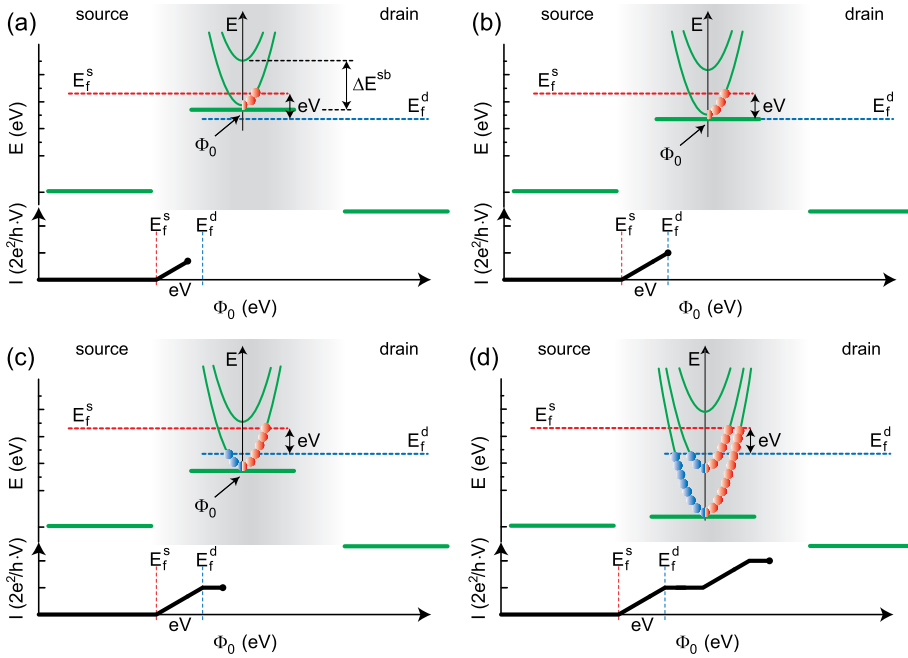 (a) source drain
E
E_f^s
ΔE^sb
eV
E_f^d
Φ_0
E (eV)
I (2e²/h·V)
E_f^s E_f^d
eV
Φ_0 (eV)
(b) source drain
E
E_f^s
eV
E_f^d
Φ_0
E (eV)
I (2e²/h·V)
E_f^s E_f^d
eV
Φ_0 (eV)
(c) source drain
E
E_f^s
eV
E_f^d
Φ_0
E (eV)
I (2e²/h·V)
E_f^s E_f^d
eV
Φ_0 (eV)
(d) source drain
E
E_f^s
eV
E_f^d
E (eV)
I (2e²/h·V)
E_f^s E_f^d
eV
Φ_0 (eV)